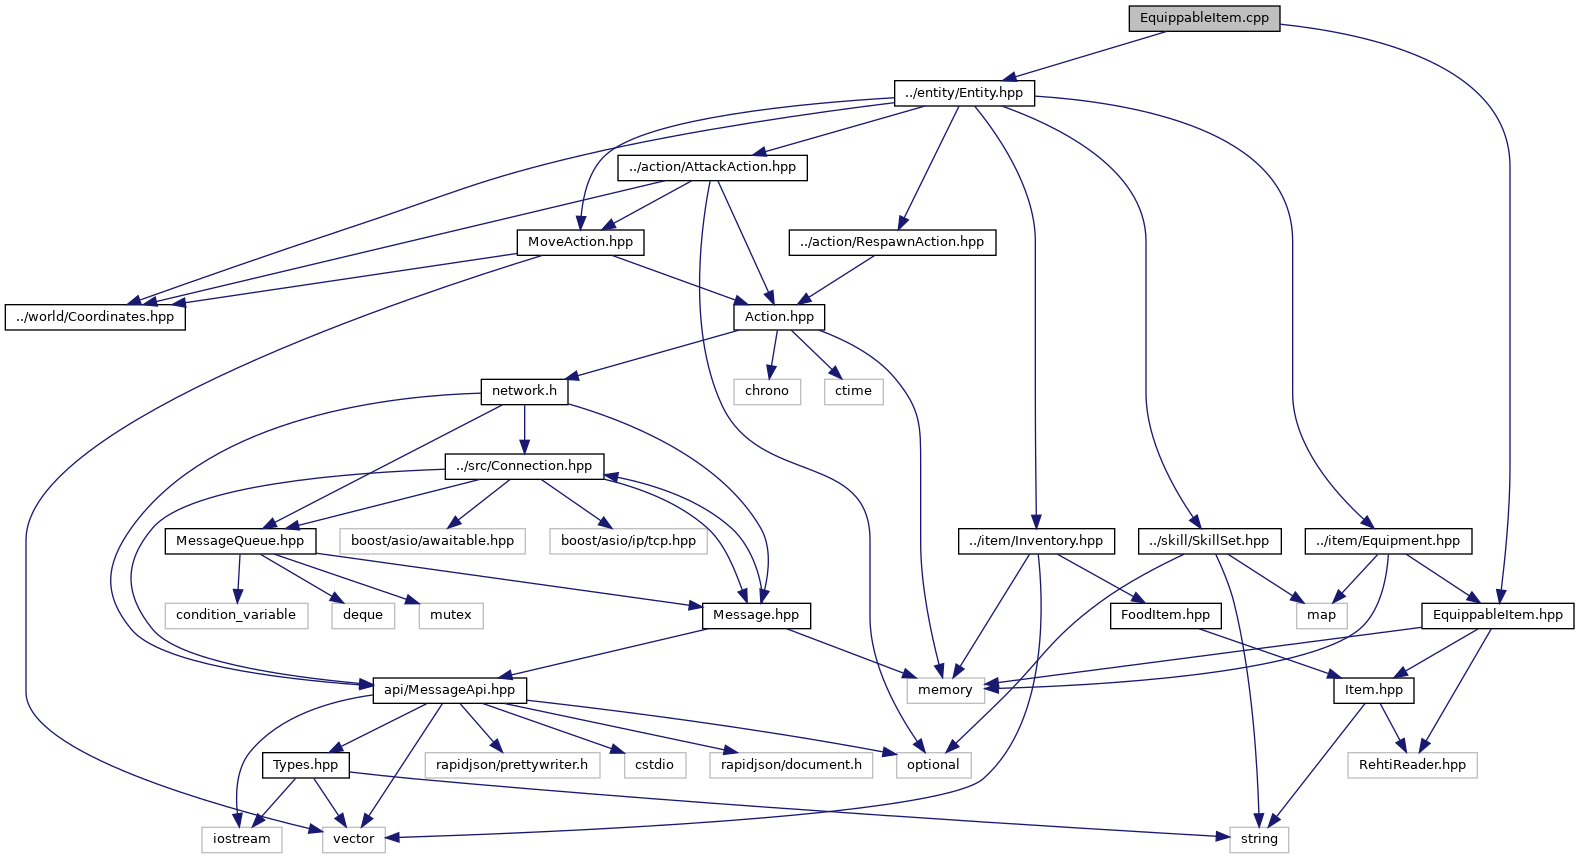 EquippableItem.cpp
../entity/Entity.hpp
../action/AttackAction.hpp
MoveAction.hpp
../action/RespawnAction.hpp
../world/Coordinates.hpp
Action.hpp
network.h
chrono
ctime
../src/Connection.hpp
MessageQueue.hpp
boost/asio/awaitable.hpp
boost/asio/ip/tcp.hpp
../item/Inventory.hpp
../skill/SkillSet.hpp
../item/Equipment.hpp
condition_variable
deque
mutex
Message.hpp
FoodItem.hpp
map
EquippableItem.hpp
api/MessageApi.hpp
memory
Item.hpp
Types.hpp
rapidjson/prettywriter.h
cstdio
rapidjson/document.h
optional
RehtiReader.hpp
iostream
vector
string